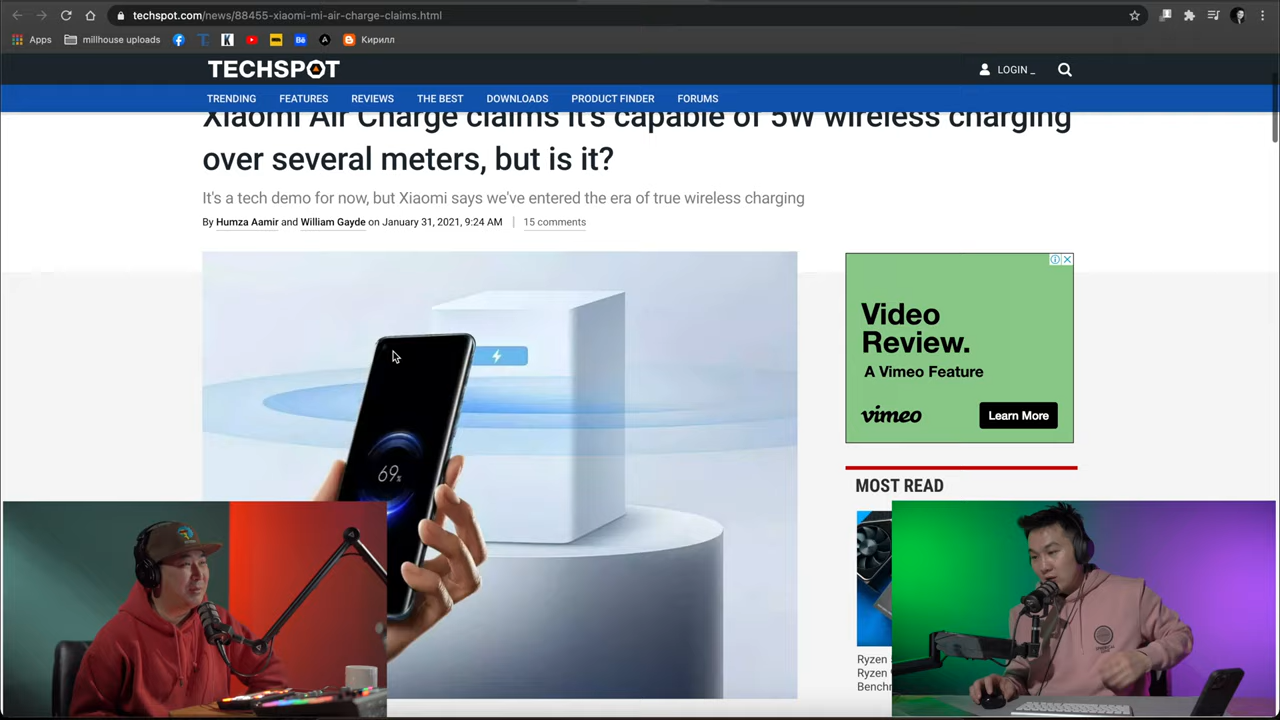 techspot.com/news/88455-xiaomi-mi-air-charge-claims.html
Apps
millhouse uploads
Кирилл
TECHSPOT
LOGIN _
TRENDING
FEATURES
REVIEWS
THE BEST
DOWNLOADS
PRODUCT FINDER
FORUMS
Xiaomi Air Charge claims it's capable of 5W wireless charging
over several meters, but is it?
It's a tech demo for now, but Xiaomi says we've entered the era of true wireless charging
By Humza Aamir and William Gayde on January 31, 2021, 9:24 AM
15 comments
69%
Video
Review.
A Vimeo Feature
vimeo
Learn More
MOST READ
Ryzen
Ryzen
Benchm